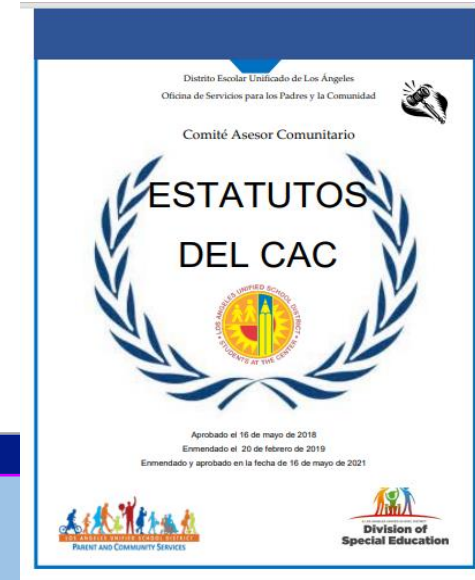 Distrito Escolar Unificado de Los Ángeles
Oficina de Servicios para los Padres y la Comunidad
Comité Asesor Comunitario
ESTATUTOS
DEL CAC
LOS ANGELES UNIFIED SCHOOL DISTRICT
STUDENTS AT THE CENTER
Aprobado el 16 de mayo de 2018
Enmendado el 20 de febrero de 2019
Enmendado y aprobado en la fecha de 16 de mayo de 2021
LOS ANGELES UNIFIED SCHOOL DISTRICT
PARENT AND COMMUNITY SERVICES
Division of
Special Education